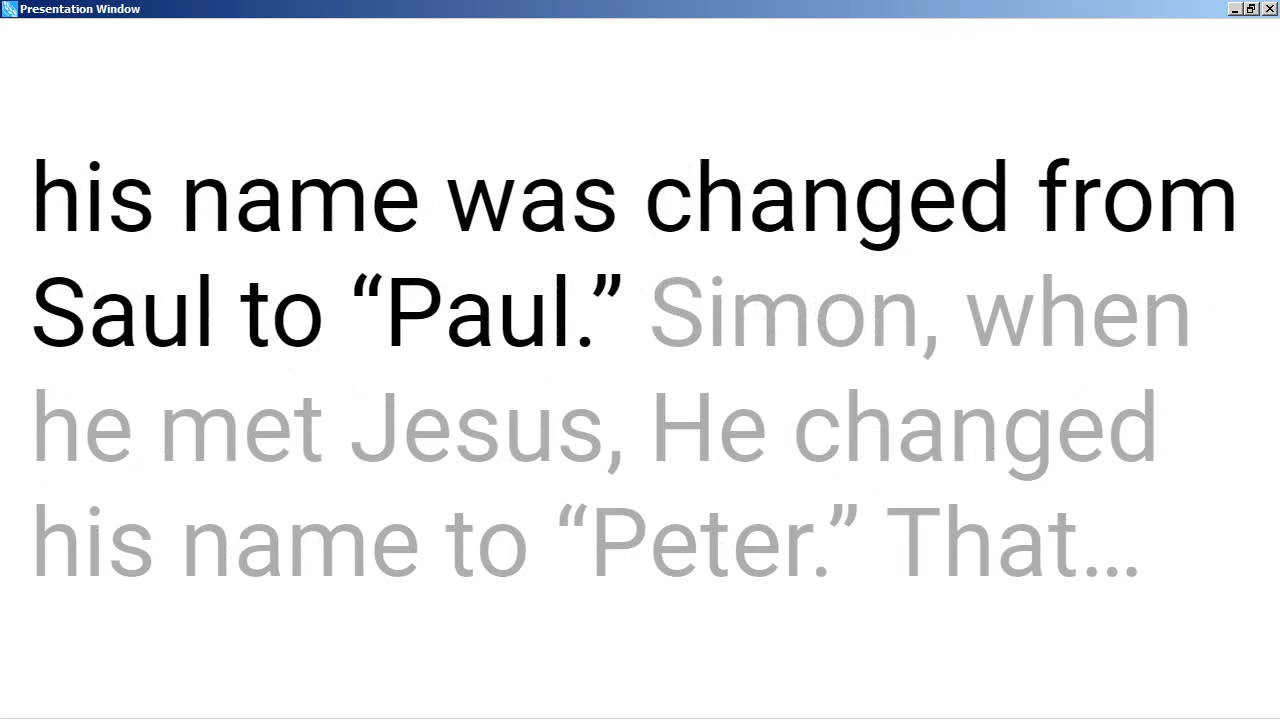 Presentation Window
his name was changed from
Saul to “Paul.” Simon, when
he met Jesus, He changed
his name to “Peter.” That...